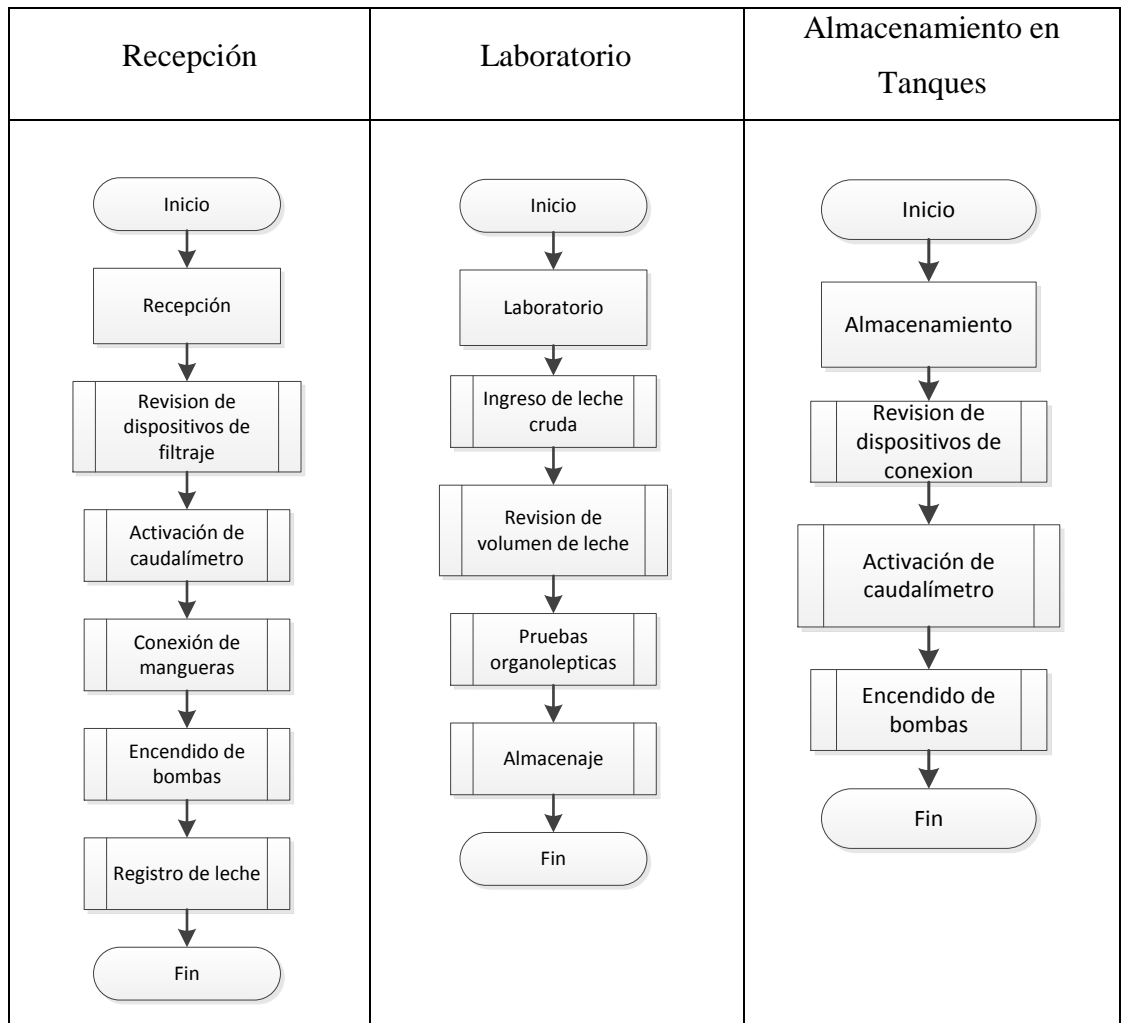 Recepción
Laboratorio
Almacenamiento en
Tanques
Inicio
Recepción
Revision de
dispositivos de
filtraje
Activación de
caudalímetro
Conexión de
mangueras
Encendido de
bombas
Registro de leche
Fin
Inicio
Laboratorio
Ingreso de leche
cruda
Revision de
volumen de leche
Pruebas
organolepticas
Almacenaje
Fin
Inicio
Almacenamiento
Revision de
dispositivos de
conexion
Activación de
caudalímetro
Encendido de
bombas
Fin